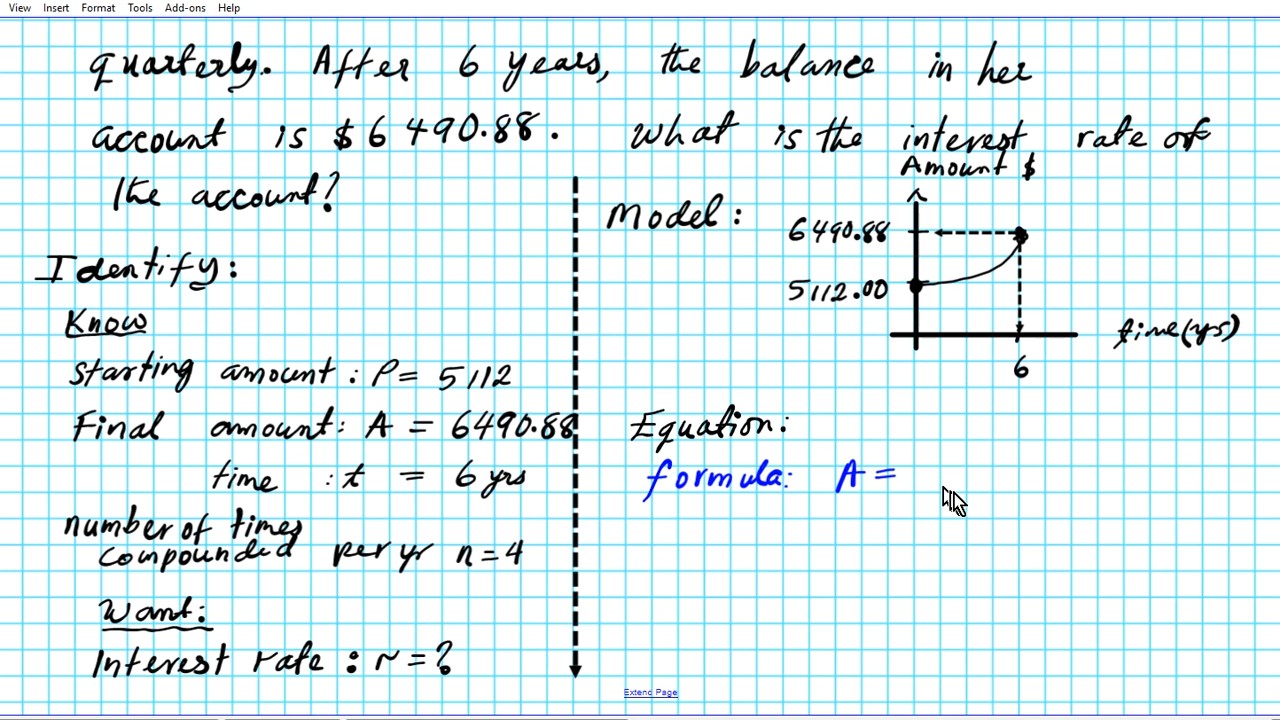 View Insert Format Tools Add-ons Help
quarterly. After 6 years, the balance in her
account is $6490.88. What is the interest rate of
the account?
Identify:
Know
starting amount: P = 5112
Final amount: A = 6490.88
time : t = 6 yrs
number of times
compounded per yr n = 4
Want:
Interest rate : r = ?
Model:
Amount $
6490.88
5112.00
time(yrs)
6
Equation:
formula: A =
Extend Page